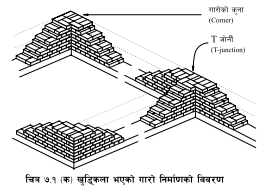 गारोको कुना
(Corner)
T जोर्नी
(T-junction)
चित्र ७.१ (क) खुड्किला भएको गारो निर्माणको विवरण